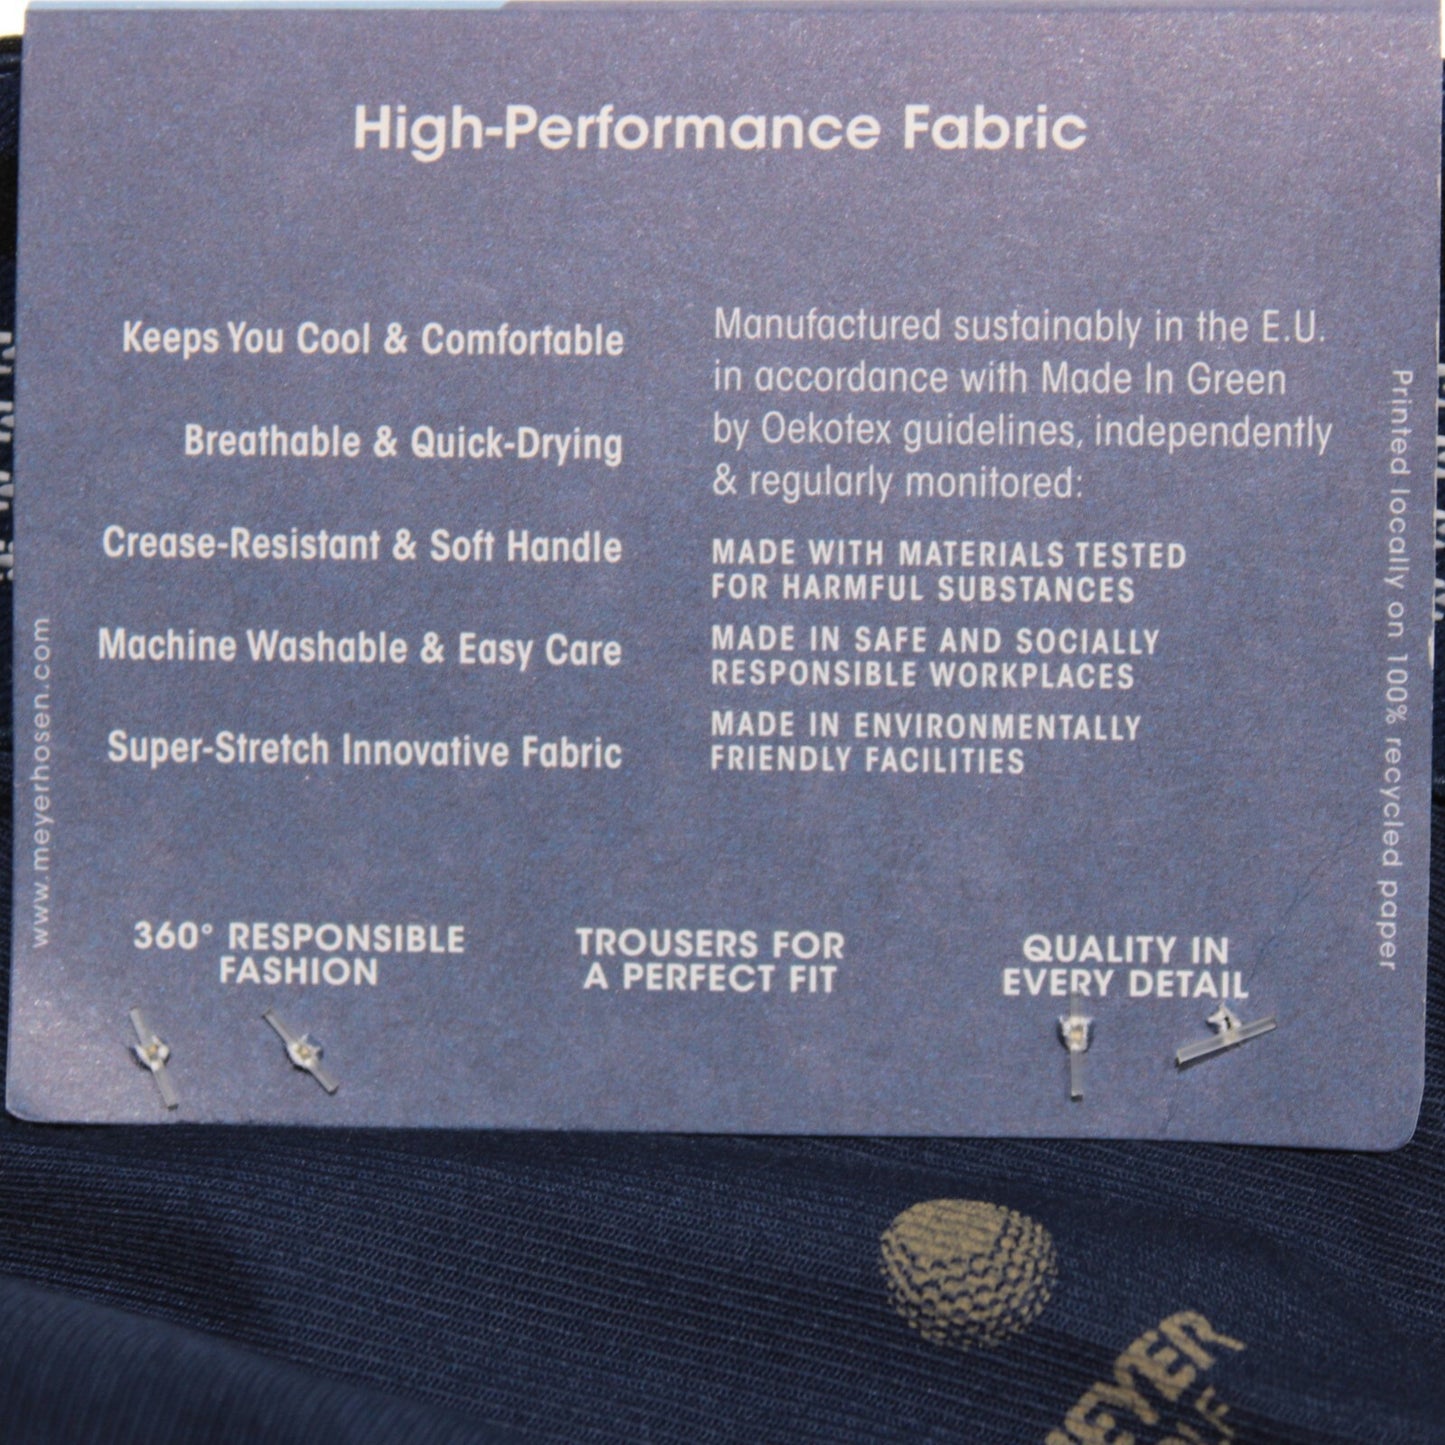 High-Performance Fabric
Keeps You Cool & Comfortable
Breathable & Quick-Drying
Crease-Resistant & Soft Handle
Machine Washable & Easy Care
Super-Stretch Innovative Fabric
Manufactured sustainably in the E.U.
in accordance with Made In Green
by Oekotex guidelines, independently
& regularly monitored:
MADE WITH MATERIALS TESTED
FOR HARMFUL SUBSTANCES
MADE IN SAFE AND SOCIALLY
RESPONSIBLE WORKPLACES
MADE IN ENVIRONMENTALLY
FRIENDLY FACILITIES
360° RESPONSIBLE
FASHION
TROUSERS FOR
A PERFECT FIT
QUALITY IN
EVERY DETAIL
www.meyerhosen.com
Printed locally on 100% recycled paper
MEYER